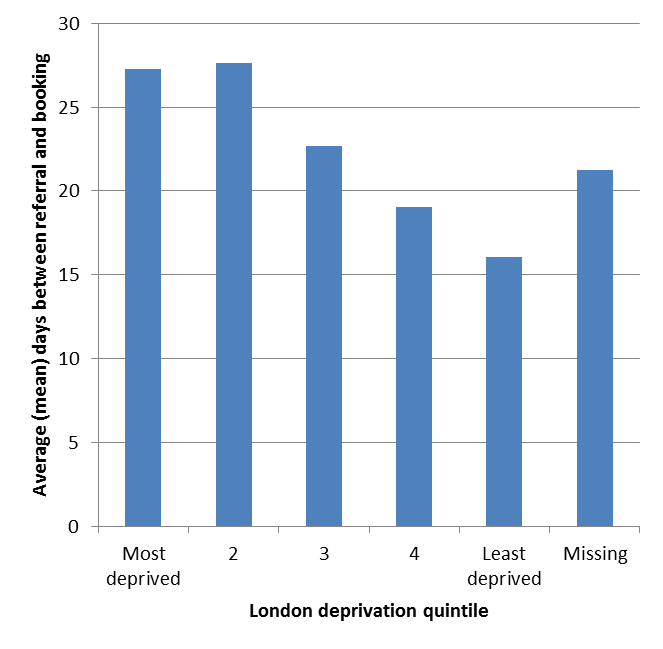 Average (mean) days between referral and booking
30
25
20
15
10
5
0
Most deprived
2
3
4
Least deprived
Missing
London deprivation quintile